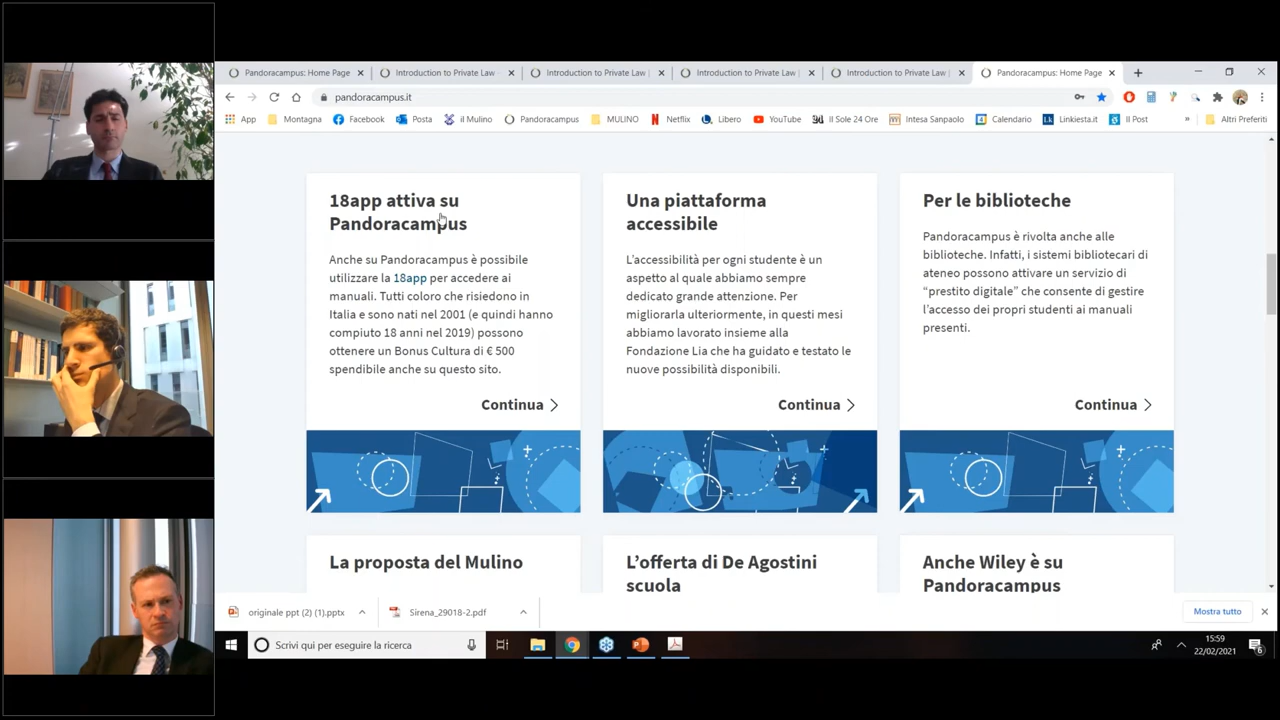 Pandoracampus: Home Page
Introduction to Private Law
Introduction to Private Law |
Introduction to Private Law |
Introduction to Private Law |
Pandoracampus: Home Page
pandoracampus.it
App
Montagna
Facebook
Posta
il Mulino
Pandoracampus
MULINO
Netflix
Libero
YouTube
Il Sole 24 Ore
Intesa Sanpaolo
Calendario
Linkiesta.it
Il Post
»
Altri Preferiti
18app attiva su
Pandoracampus
Anche su Pandoracampus è possibile
utilizzare la 18app per accedere ai
manuali. Tutti coloro che risiedono in
Italia e sono nati nel 2001 (e quindi hanno
compiuto 18 anni nel 2019) possono
ottenere un Bonus Cultura di € 500
spendibile anche su questo sito.
Continua
Una piattaforma
accessibile
L'accessibilità per ogni studente è un
aspetto al quale abbiamo sempre
dedicato grande attenzione. Per
migliorarla ulteriormente, in questi mesi
abbiamo lavorato insieme alla
Fondazione Lia che ha guidato e testato le
nuove possibilità disponibili.
Continua
Per le biblioteche
Pandoracampus è rivolta anche alle
biblioteche. Infatti, i sistemi bibliotecari di
ateneo possono attivare un servizio di
“prestito digitale” che consente di gestire
l'accesso dei propri studenti ai manuali
presenti.
Continua
La proposta del Mulino
L'offerta di De Agostini
scuola
Anche Wiley è su
Pandoracampus
originale ppt (2) (1).pptx
Sirena_29018-2.pdf
Mostra tutto
Scrivi qui per eseguire la ricerca
15:59
22/02/2021
6